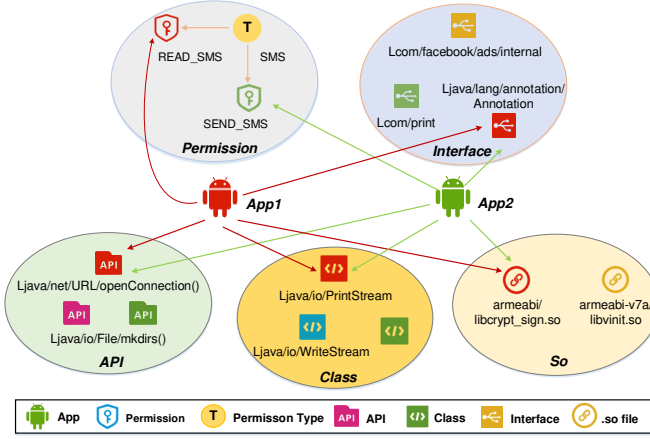 T
READ_SMS
SMS
SEND_SMS
Permission
Lcom/facebook/ads/internal
Ljava/lang/annotation/
Annotation
Lcom/print
Interface
App1
App2
API
Ljava/net/URL/openConnection()
API
API
Ljava/io/File/mkdirs()
API
Ljava/io/PrintStream
Ljava/io/WriteStream
Class
armeabi/
libcrypt_sign.so
armeabi-v7a/
libvinit.so
So
App
Permission
T
Permisson Type
API
API
Class
Interface
.so file